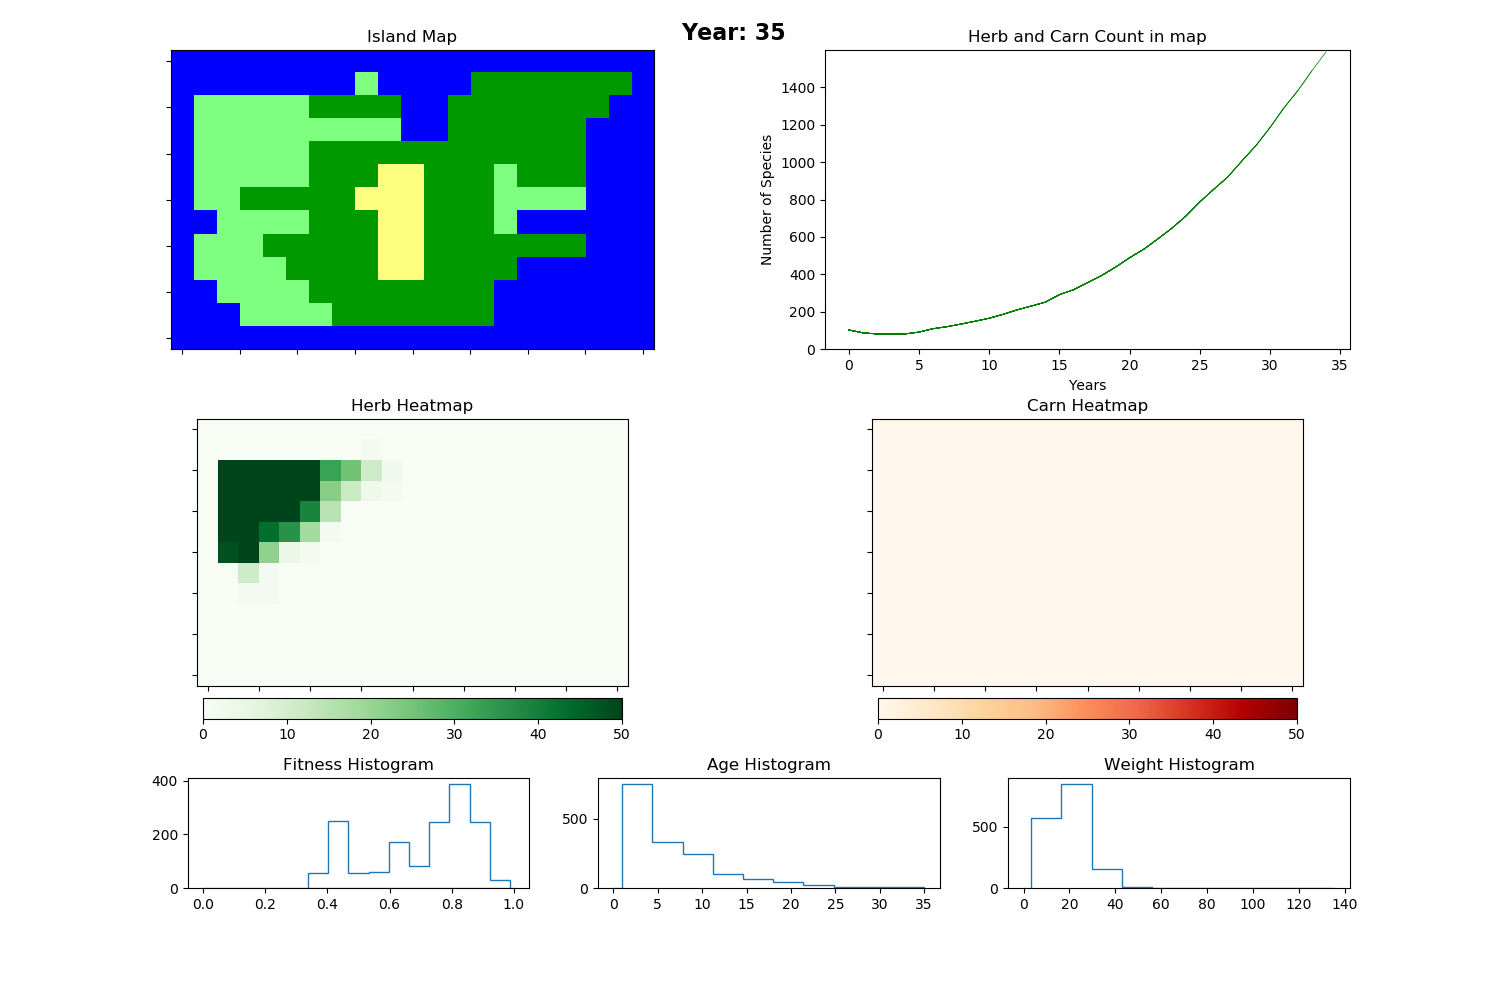 Year: 35
Island Map
Herb and Carn Count in map
Number of Species
1400
1200
1000
800
600
400
200
0
0 5 10 15 20 25 30 35
Years
Herb Heatmap
0 10 20 30 40 50
Carn Heatmap
0 10 20 30 40 50
Fitness Histogram
400
200
0
0.0 0.2 0.4 0.6 0.8 1.0
Age Histogram
500
0
0 5 10 15 20 25 30 35
Weight Histogram
500
0
0 20 40 60 80 100 120 140